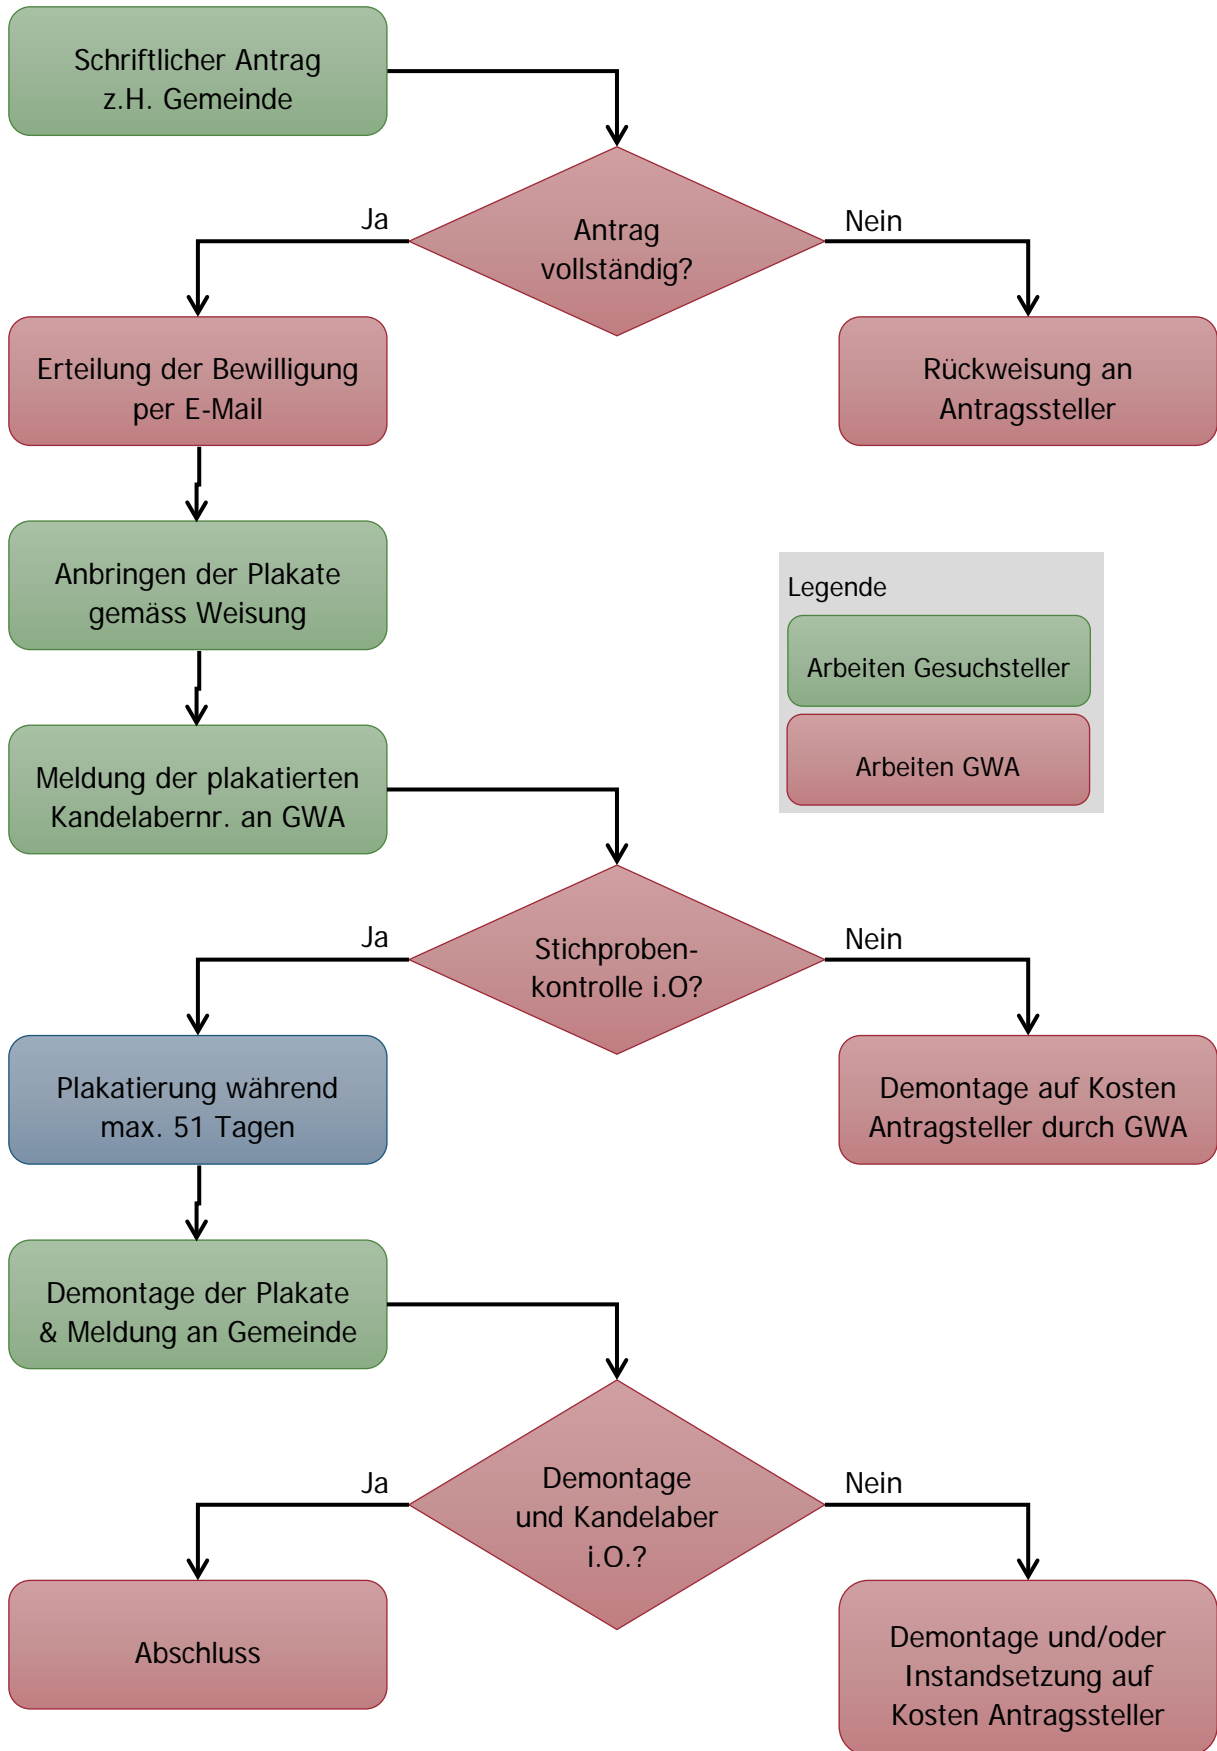 Schriftlicher Antrag
z.H. Gemeinde
Antrag
vollständig?
Ja
Nein
Erteilung der Bewilligung
per E-Mail
Rückweisung an
Antragssteller
Anbringen der Plakate
gemäss Weisung
Legende
Arbeiten Gesuchsteller
Arbeiten GWA
Meldung der plakatierten
Kandelabernr. an GWA
Stichproben-
kontrolle i.O?
Ja
Nein
Plakatierung während
max. 51 Tagen
Demontage auf Kosten
Antragsteller durch GWA
Demontage der Plakate
& Meldung an Gemeinde
Demontage
und Kandelaber
i.O.?
Ja
Nein
Abschluss
Demontage und/oder
Instandsetzung auf
Kosten Antragssteller